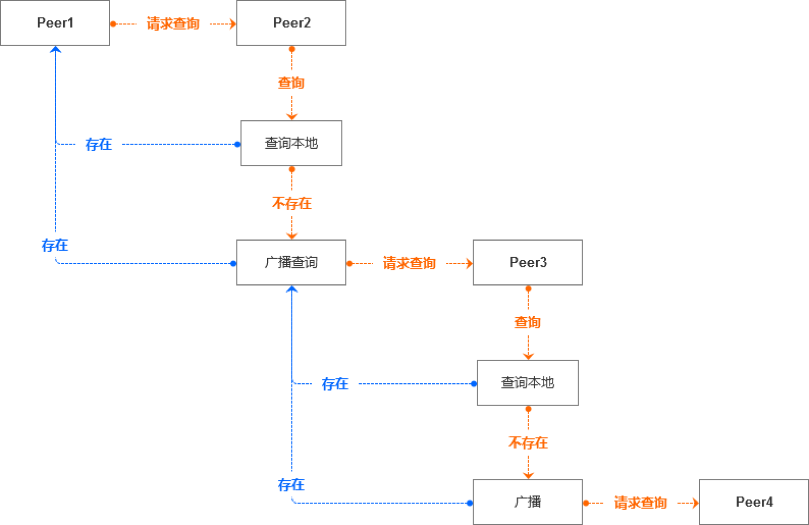 Peer1
请求查询
Peer2
查询
存在
查询本地
不存在
存在
广播查询
请求查询
Peer3
查询
存在
查询本地
不存在
存在
广播
请求查询
Peer4